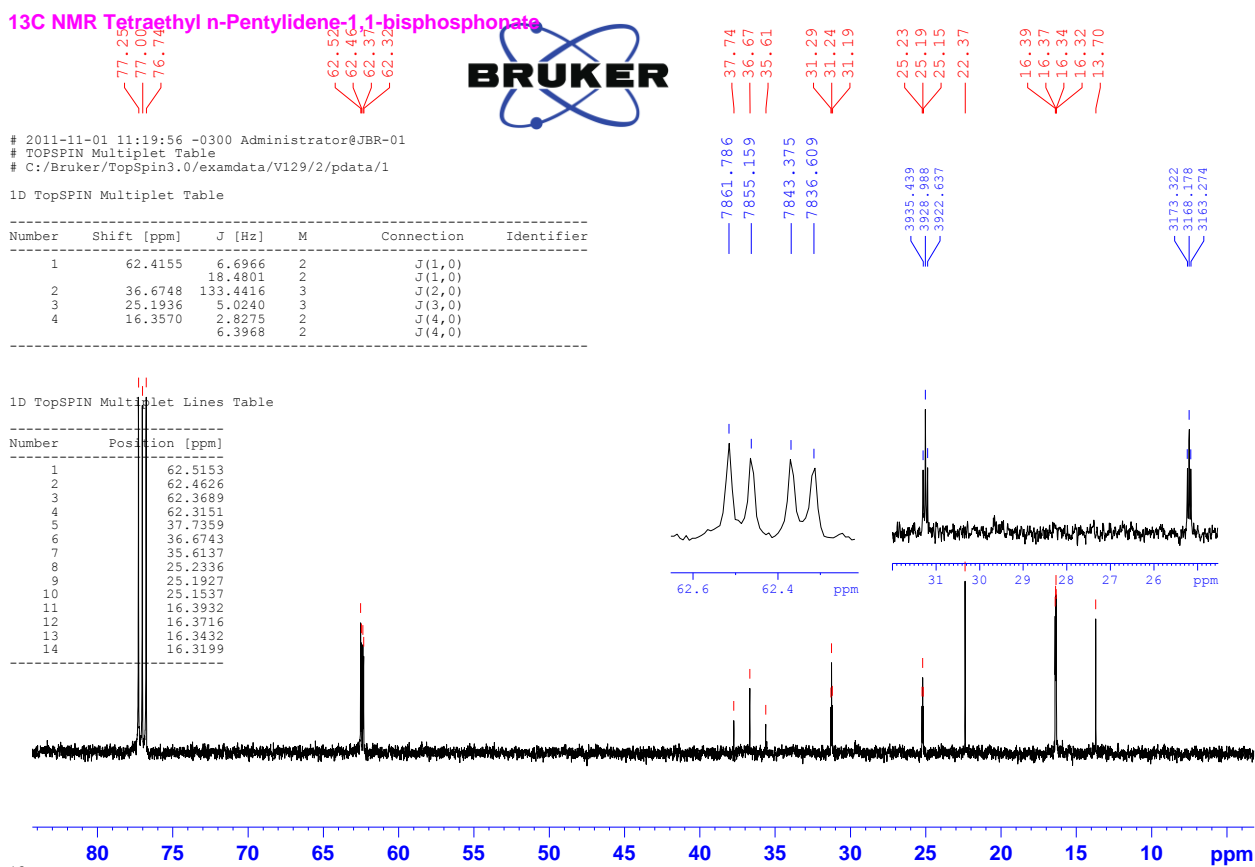 13C NMR Tetraethyl n-Pentylidene-1,1-bisphosphonate
77.25
77.00
76.74
62.52
62.46
62.37
62.32
BRUKER
37.74
36.67
35.61
31.29
31.24
31.19
25.23
25.19
25.15
22.37
16.39
16.37
16.34
16.32
13.70
# 2011-11-01 11:19:56 -0300 Administrator@JBR-01
# TOPSPIN Multiplet Table
# C:/Bruker/TopSpin3.0/examdata/V129/2/pdata/1
1D TopSPIN Multiplet Table
Number Shift [ppm] J [Hz] M Connection Identifier
1 62.4155 6.6966 2 J(1,0)
18.4801 2 J(1,0)
2 36.6748 133.4416 3 J(2,0)
3 25.1936 5.0240 3 J(3,0)
4 16.3570 2.8275 2 J(4,0)
6.3968 2 J(4,0)
7861.786
7855.159
7843.375
7836.609
3935.439
3928.988
3922.637
3173.322
3168.178
3163.274
1D TopSPIN Multiplet Lines Table
Number Position [ppm]
1 62.5153
2 62.4626
3 62.3689
4 62.3151
5 37.7359
6 36.6743
7 35.6137
8 25.2336
9 25.1927
10 25.1537
11 16.3932
12 16.3716
13 16.3432
14 16.3199
62.6 62.4 ppm
31 30 29 28 27 26 ppm
80 75 70 65 60 55 50 45 40 35 30 25 20 15 10 ppm